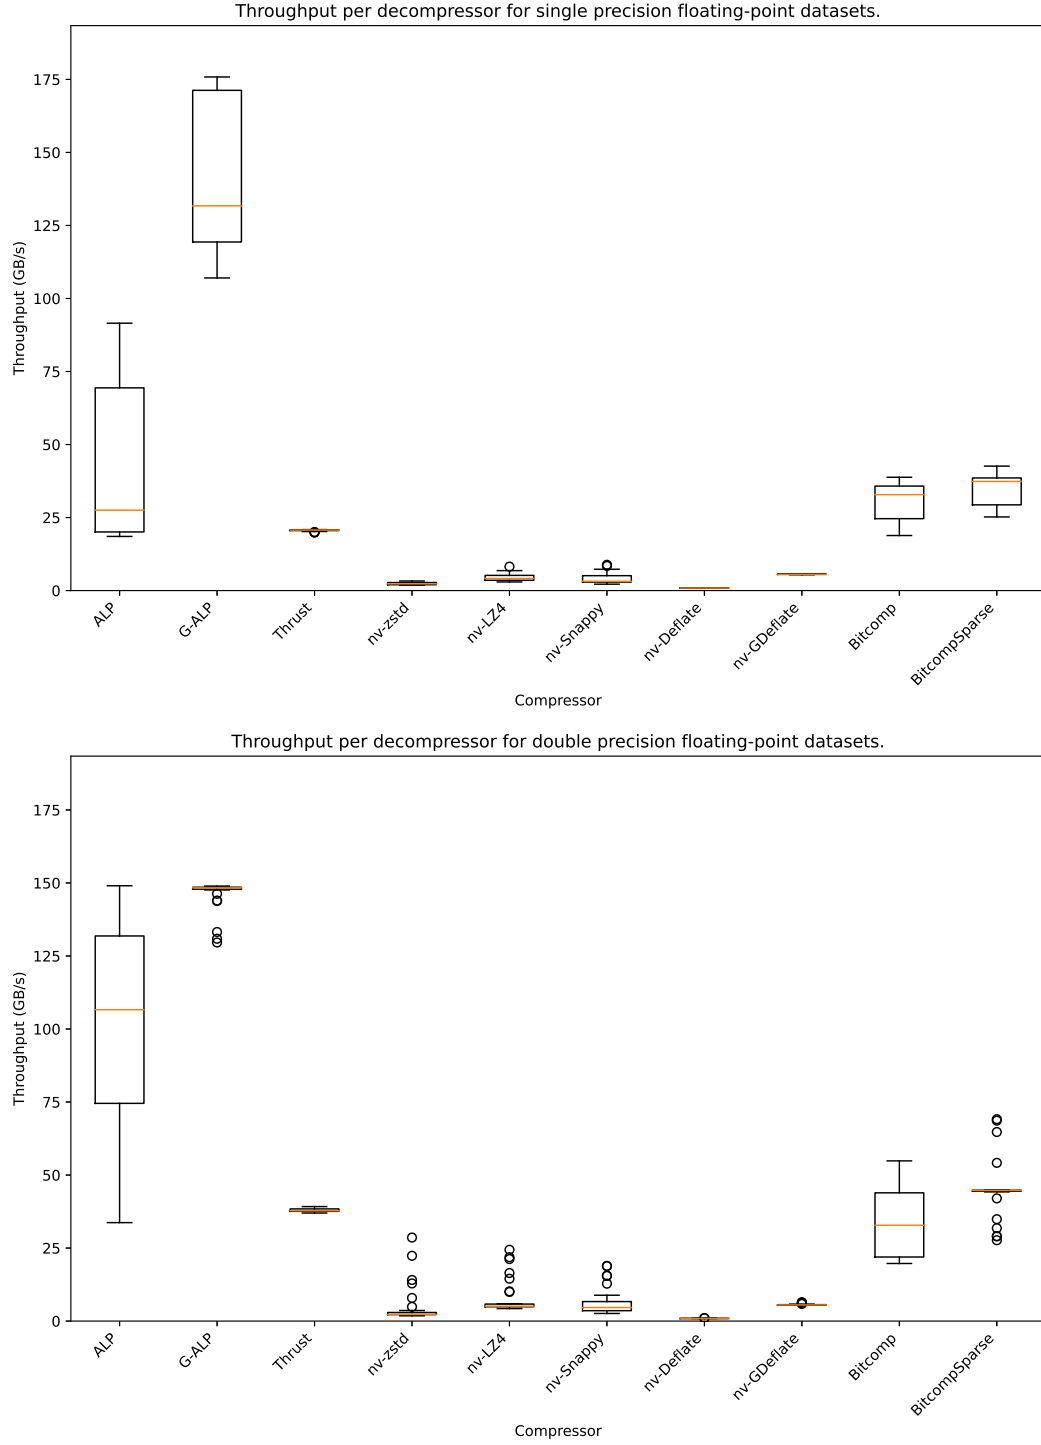 Throughput per decompressor for single precision floating-point datasets.
175
150
125
100
75
50
25
0
Throughput (GB/s)
ALP
G-ALP
Thrust
nv-zstd
nv-LZ4
nv-Snappy
nv-Deflate
nv-GDeflate
Bitcomp
BitcompSparse
Compressor
Throughput per decompressor for double precision floating-point datasets.
175
150
125
100
75
50
25
0
Throughput (GB/s)
ALP
G-ALP
Thrust
nv-zstd
nv-LZ4
nv-Snappy
nv-Deflate
nv-GDeflate
Bitcomp
BitcompSparse
Compressor